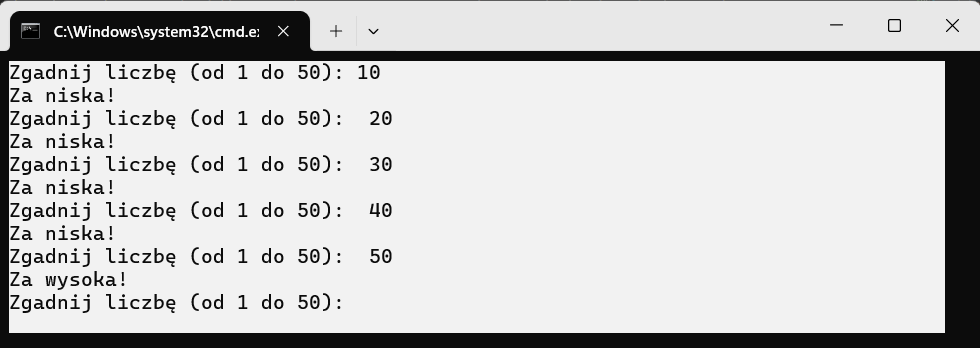 C:\Windows\system32\cmd.e
Zgadnij liczbę (od 1 do 50): 10
Za niska!
Zgadnij liczbę (od 1 do 50):  20
Za niska!
Zgadnij liczbę (od 1 do 50):  30
Za niska!
Zgadnij liczbę (od 1 do 50):  40
Za niska!
Zgadnij liczbę (od 1 do 50):  50
Za wysoka!
Zgadnij liczbę (od 1 do 50):